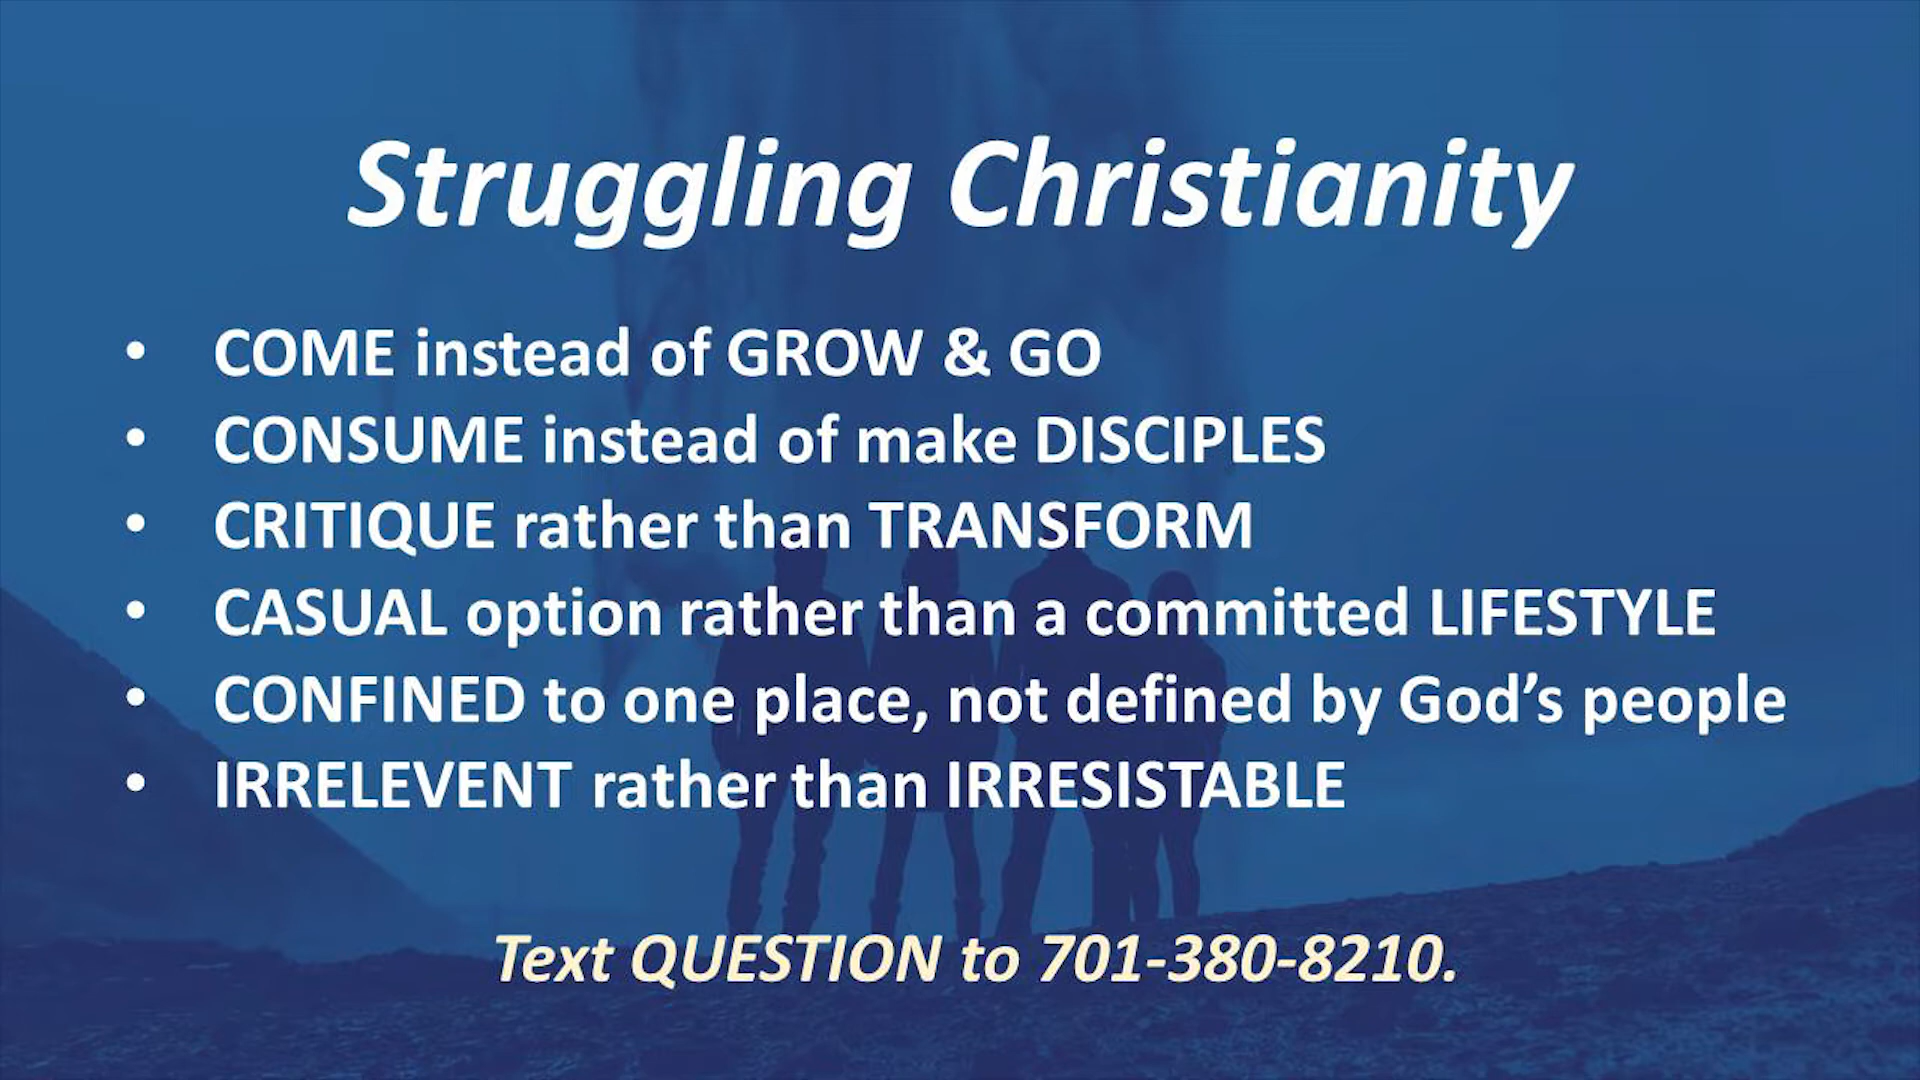 Struggling Christianity
• COME instead of GROW & GO
• CONSUME instead of make DISCIPLES
• CRITIQUE rather than TRANSFORM
• CASUAL option rather than a committed LIFESTYLE
• CONFINED to one place, not defined by God’s people
• IRRELEVENT rather than IRRESISTABLE
Text QUESTION to 701-380-8210.